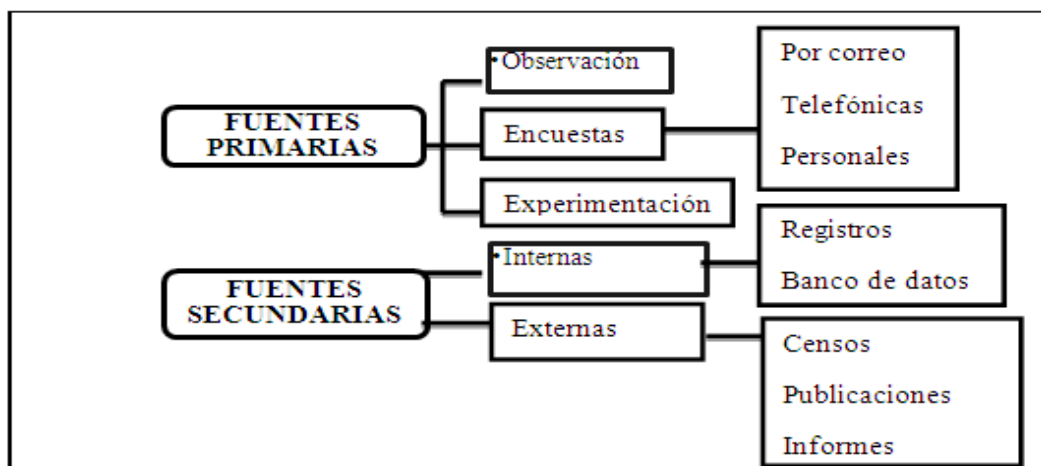 FUENTES
PRIMARIAS
•Observación
Encuestas
Experimentación
Por correo
Telefónicas
Personales
FUENTES
SECUNDARIAS
•Internas
Externas
Registros
Banco de datos
Censos
Publicaciones
Informes